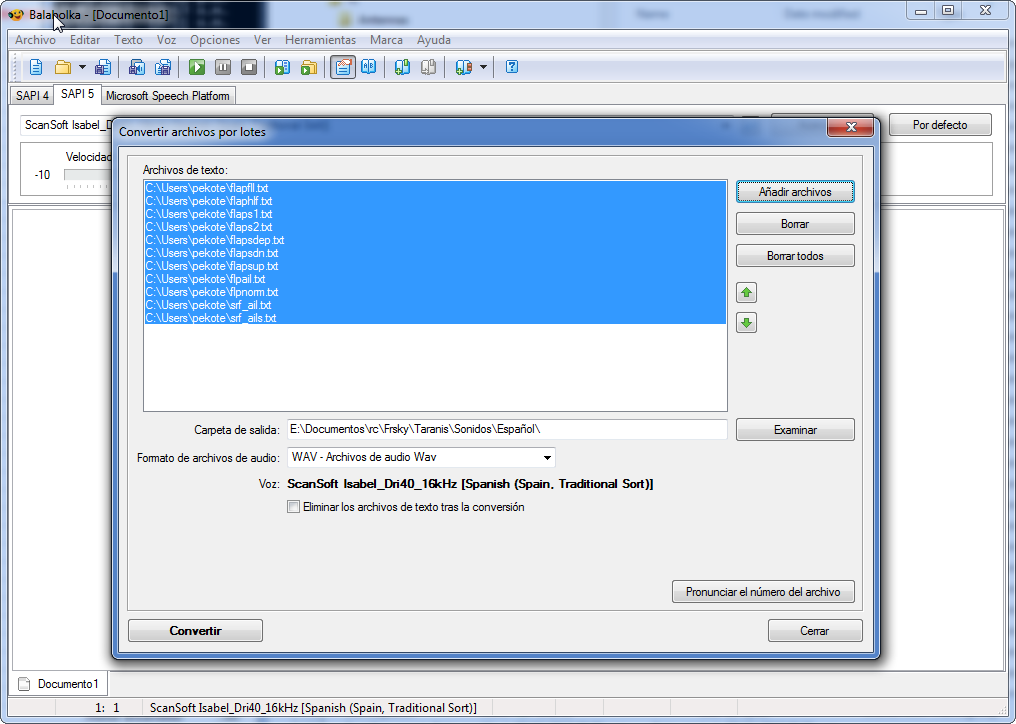 Balabolka - [Documento1]
Archivo Editar Texto Voz Opciones Ver Herramientas Marca Ayuda
SAPI 4 SAPI 5 Microsoft Speech Platform
ScanSoft Isabel_D
Por defecto
Velocidad
-10
Convertir archivos por lotes
Archivos de texto:
C:\Users\pekote\flapfll.txt
C:\Users\pekote\flaphlf.txt
C:\Users\pekote\flaps1.txt
C:\Users\pekote\flaps2.txt
C:\Users\pekote\flapsdep.txt
C:\Users\pekote\flapsdn.txt
C:\Users\pekote\flapsup.txt
C:\Users\pekote\flpail.txt
C:\Users\pekote\flpnorm.txt
C:\Users\pekote\srf_ail.txt
C:\Users\pekote\srf_ails.txt
Añadir archivos
Borrar
Borrar todos
Carpeta de salida: E:\Documentos\rc\Frsky\Taranis\Sonidos\Español\ Examinar
Formato de archivos de audio: WAV - Archivos de audio Wav
Voz: ScanSoft Isabel_Dri40_16kHz [Spanish (Spain, Traditional Sort)]
Eliminar los archivos de texto tras la conversión
Pronunciar el número del archivo
Convertir Cerrar
Documento1
1: 1 ScanSoft Isabel_Dri40_16kHz [Spanish (Spain, Traditional Sort)]